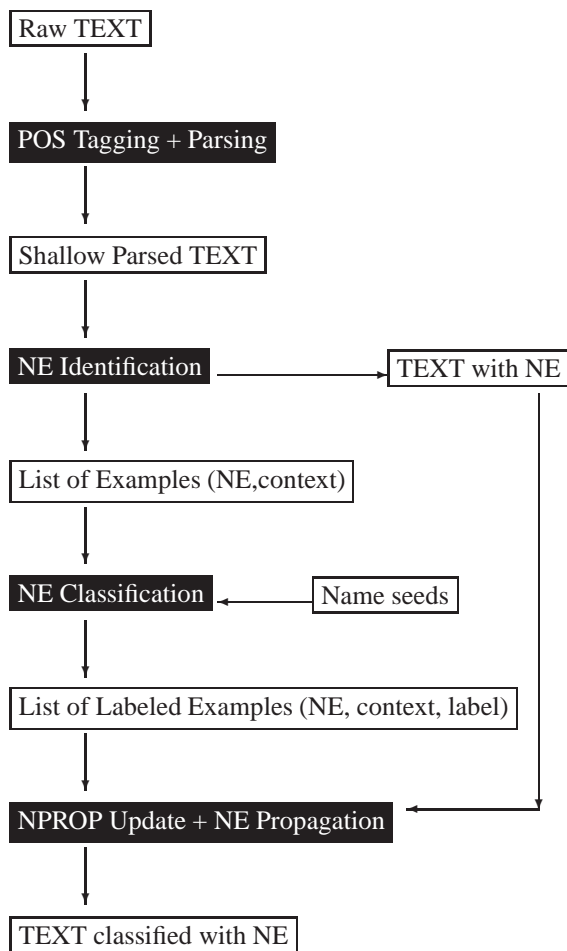 Raw TEXT
POS Tagging + Parsing
Shallow Parsed TEXT
NE Identification
TEXT with NE
List of Examples (NE,context)
NE Classification
Name seeds
List of Labeled Examples (NE, context, label)
NPROP Update + NE Propagation
TEXT classified with NE